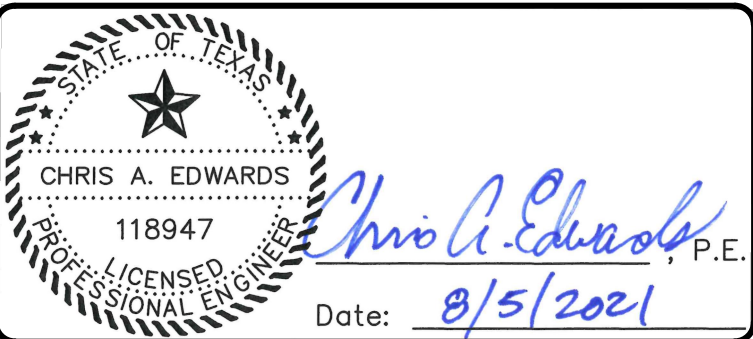 STATE OF TEXAS
CHRIS A. EDWARDS
118947
LICENSED
PROFESSIONAL ENGINEER
Chris A. Edwards, P.E.
Date: 8/5/2021